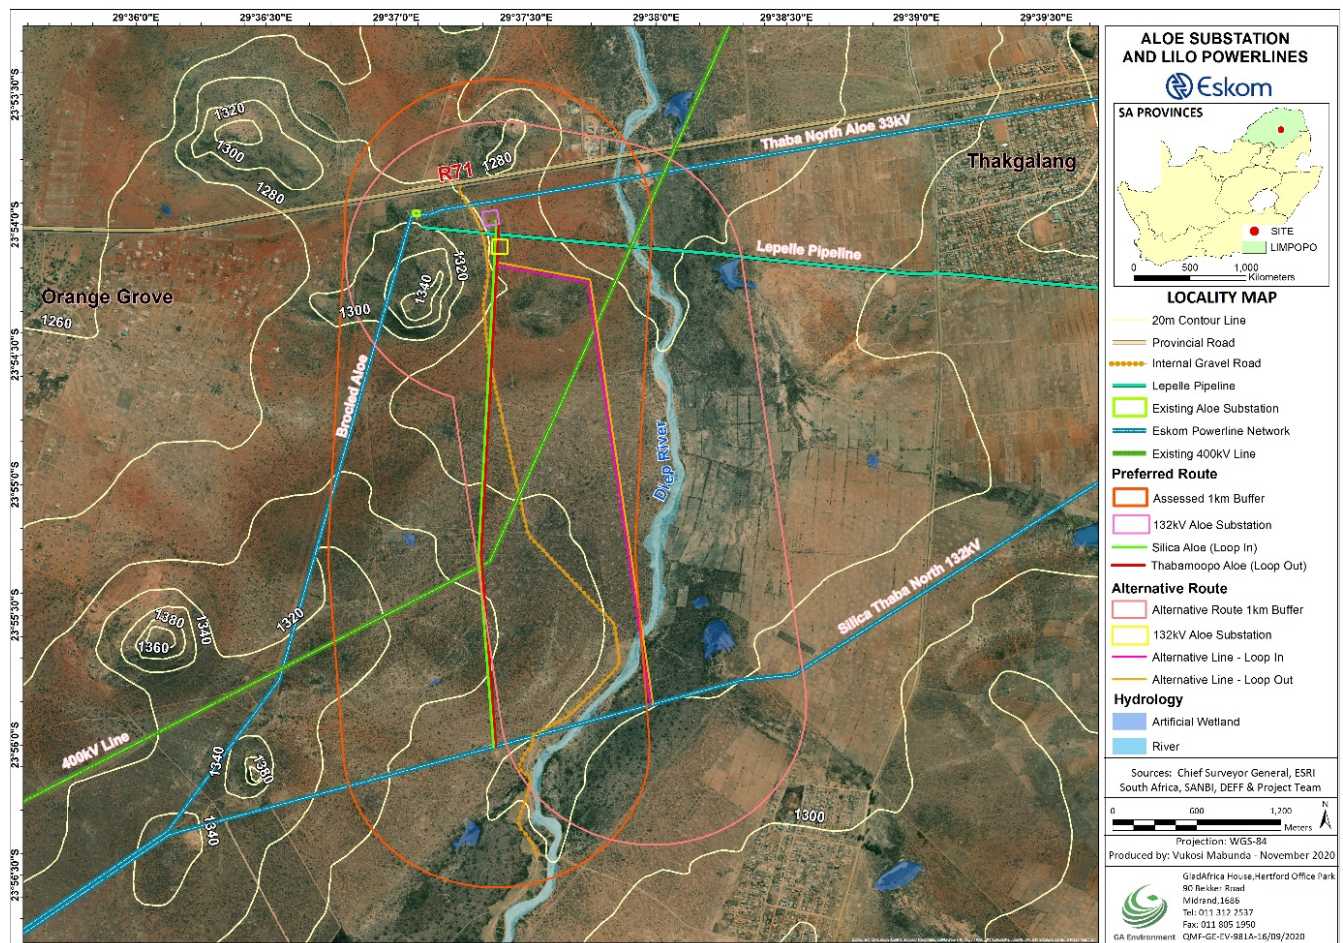 29°36'0"E 29°36'30"E 29°37'0"E 29°37'30"E 29°38'0"E 29°38'30"E 29°39'0"E 29°39'30"E
23°53'30"S
23°54'0"S
23°54'30"S
23°55'0"S
23°55'30"S
23°56'0"S
23°56'30"S
1320
1300
1280
1280
R71
Thaba North Aloe 33kV
Thakgalang
Lepelle Pipeline
Orange Grove
1260
1300
1340
1320
Brocled Aloe
Diep River
Silica Thaba North 132kV
1380
1360
1340
1320
400kV Line
1340
1380
1340
1300
ALOE SUBSTATION
AND LILO POWERLINES
Eskom
SA PROVINCES
SITE
LIMPOPO
0 500 1,000
Kilometers
LOCALITY MAP
20m Contour Line
Provincial Road
Internal Gravel Road
Lepelle Pipeline
Existing Aloe Substation
Eskom Powerline Network
Existing 400kV Line
Preferred Route
Assessed 1km Buffer
132kV Aloe Substation
Silica Aloe (Loop In)
Thabamoopo Aloe (Loop Out)
Alternative Route
Alternative Route 1km Buffer
132kV Aloe Substation
Alternative Line - Loop In
Alternative Line - Loop Out
Hydrology
Artificial Wetland
River
Sources: Chief Surveyor General, ESRI
South Africa, SANBI, DEFF & Project Team
0 600 1,200
Meters
N
Projection: WGS-84
Produced by: Vukosi Mabunda - November 2020
GladAfrica House,Hertford Office Park
90 Bekker Road
Midrand,1686
Tel: 011 312 2537
Fax: 011 805 1950
GA Environment QMF-GE-EV-981A-16/09/2020